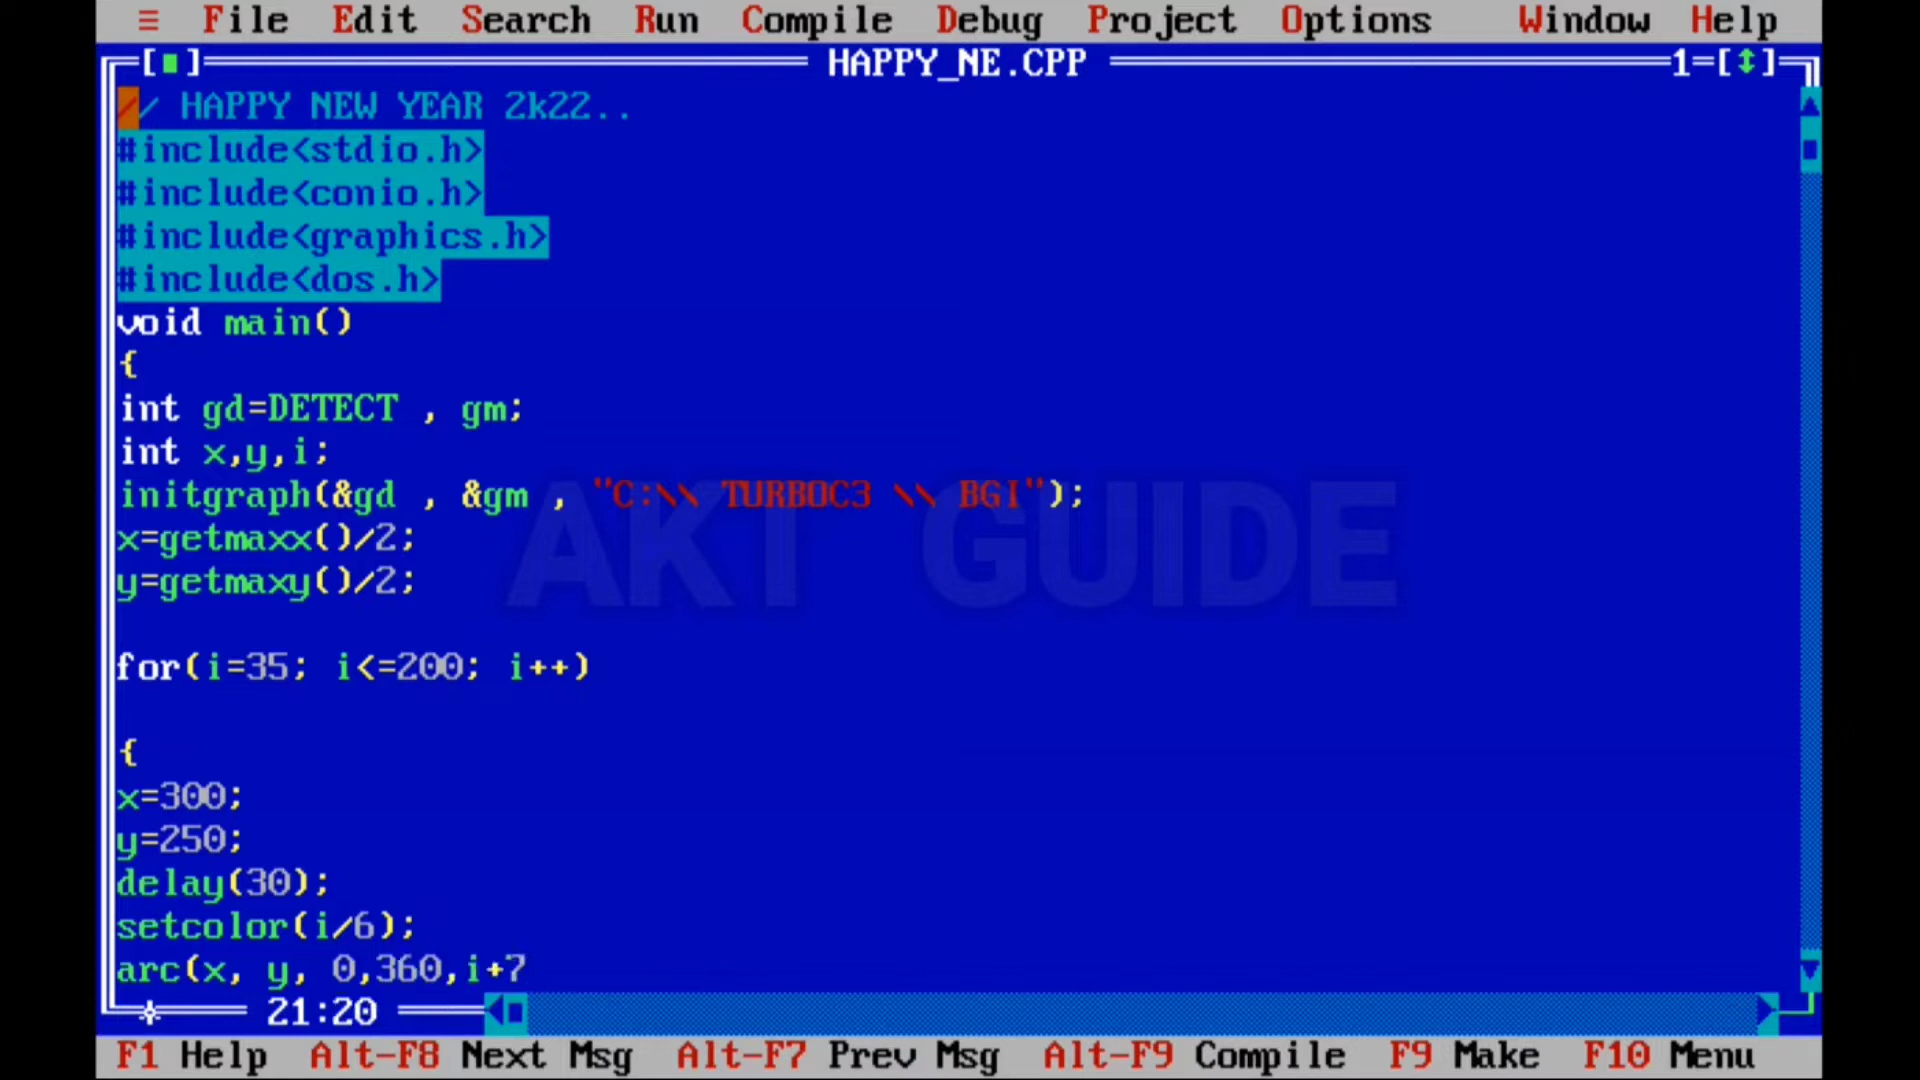 ≡ File Edit Search Run Compile Debug Project Options Window Help
[■] HAPPY_NE.CPP 1=[↕]
// HAPPY NEW YEAR 2k22..
#include<stdio.h>
#include<conio.h>
#include<graphics.h>
#include<dos.h>
void main()
{
int gd=DETECT , gm;
int x,y,i;
initgraph(&gd , &gm , "C:\\ TURBOC3 \\ BGI");
x=getmaxx()/2;
y=getmaxy()/2;
AKT GUIDE
for(i=35; i<=200; i++)
{
x=300;
y=250;
delay(30);
setcolor(i/6);
arc(x, y, 0,360,i+7
21:20
F1 Help Alt-F8 Next Msg Alt-F7 Prev Msg Alt-F9 Compile F9 Make F10 Menu